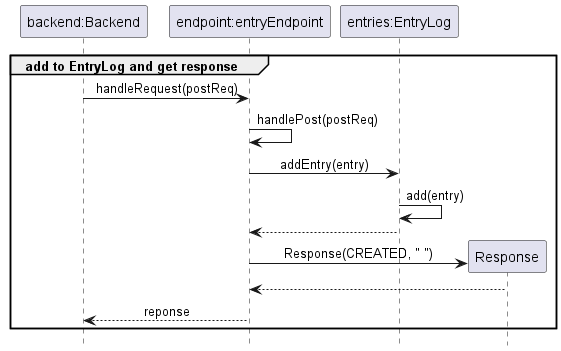 backend:Backend
endpoint:entryEndpoint
entries:EntryLog
add to EntryLog and get response
handleRequest(postReq)
handlePost(postReq)
addEntry(entry)
add(entry)
Response(CREATED, " ")
Response
reponse